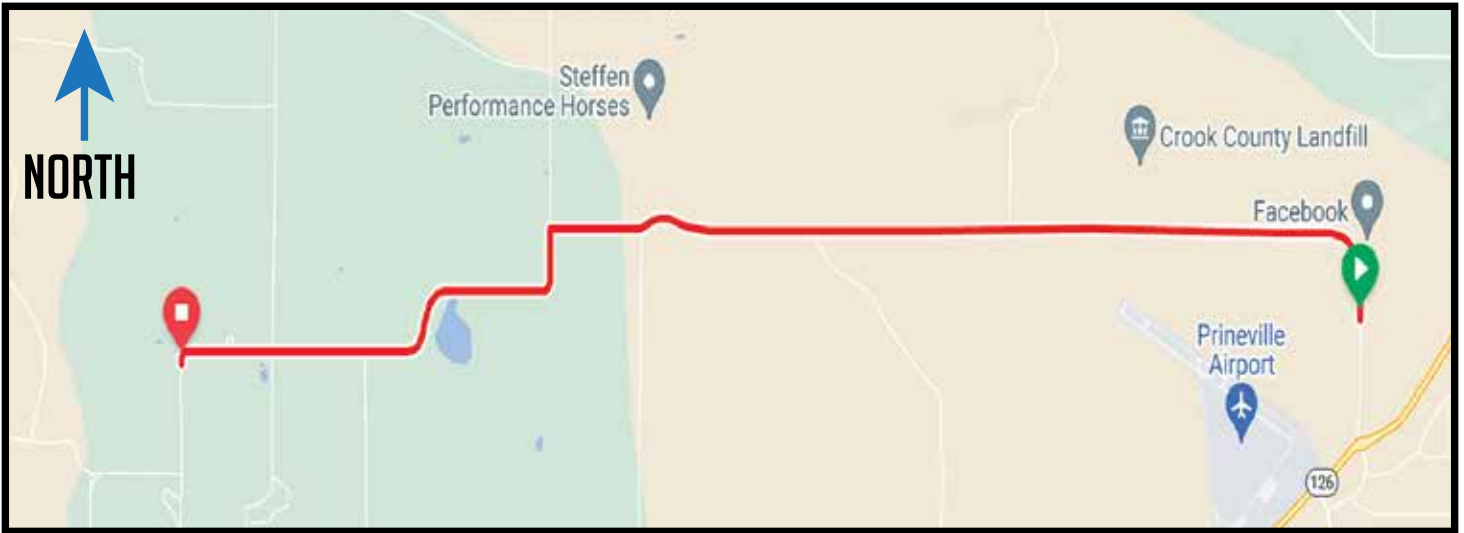 NORTH
Steffen
Performance Horses
Crook County Landfill
Facebook
Prineville
Airport
126